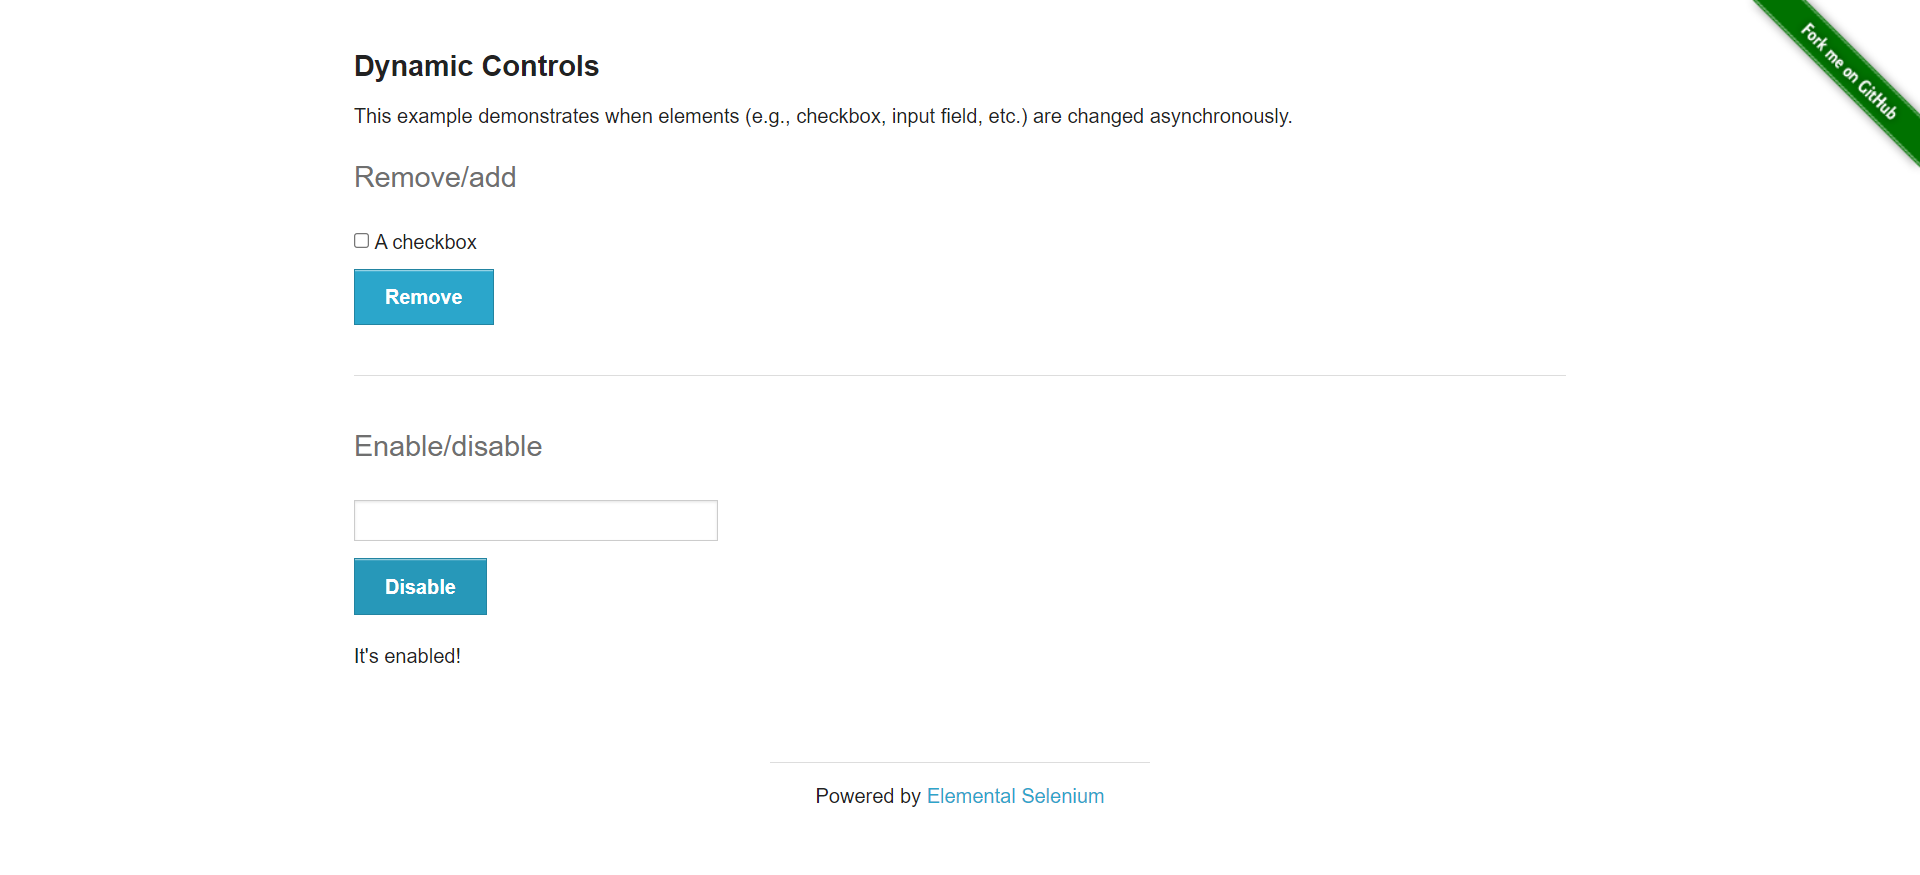 Fork me on GitHub
Dynamic Controls
This example demonstrates when elements (e.g., checkbox, input field, etc.) are changed asynchronously.
Remove/add
A checkbox
Remove
Enable/disable
Disable
It's enabled!
Powered by Elemental Selenium